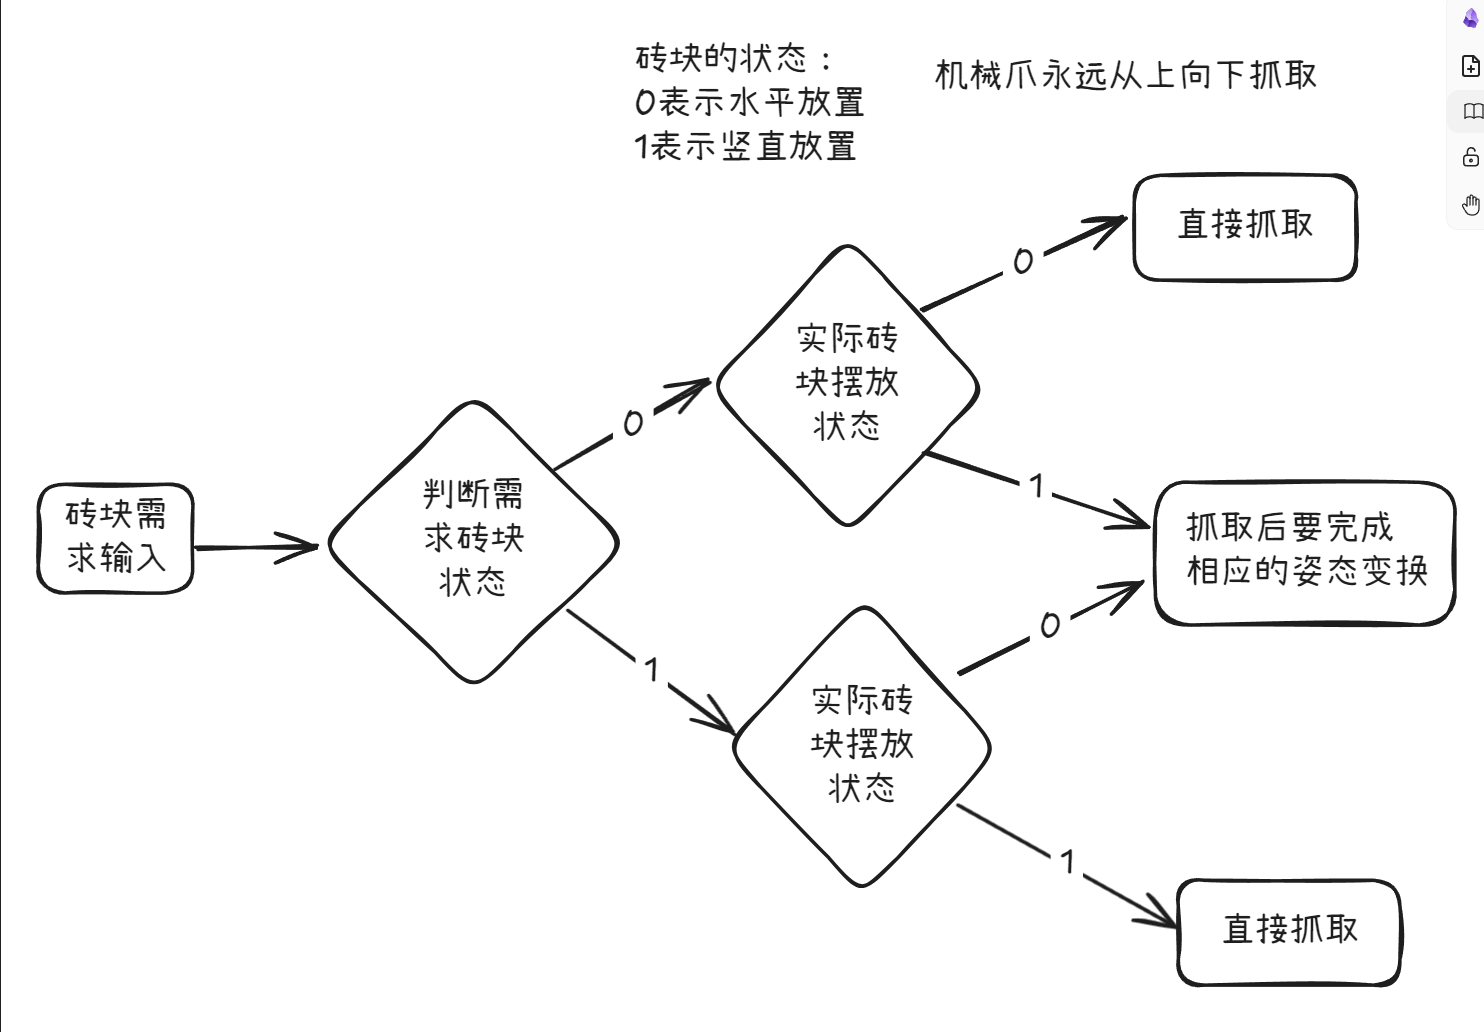 砖块的状态：
0表示水平放置
1表示竖直放置
机械爪永远从上向下抓取
直接抓取
0
实际砖
块摆放
状态
0
1
判断需
求砖块
状态
砖块需
求输入
抓取后要完成
相应的姿态变换
0
1
实际砖
块摆放
状态
1
直接抓取